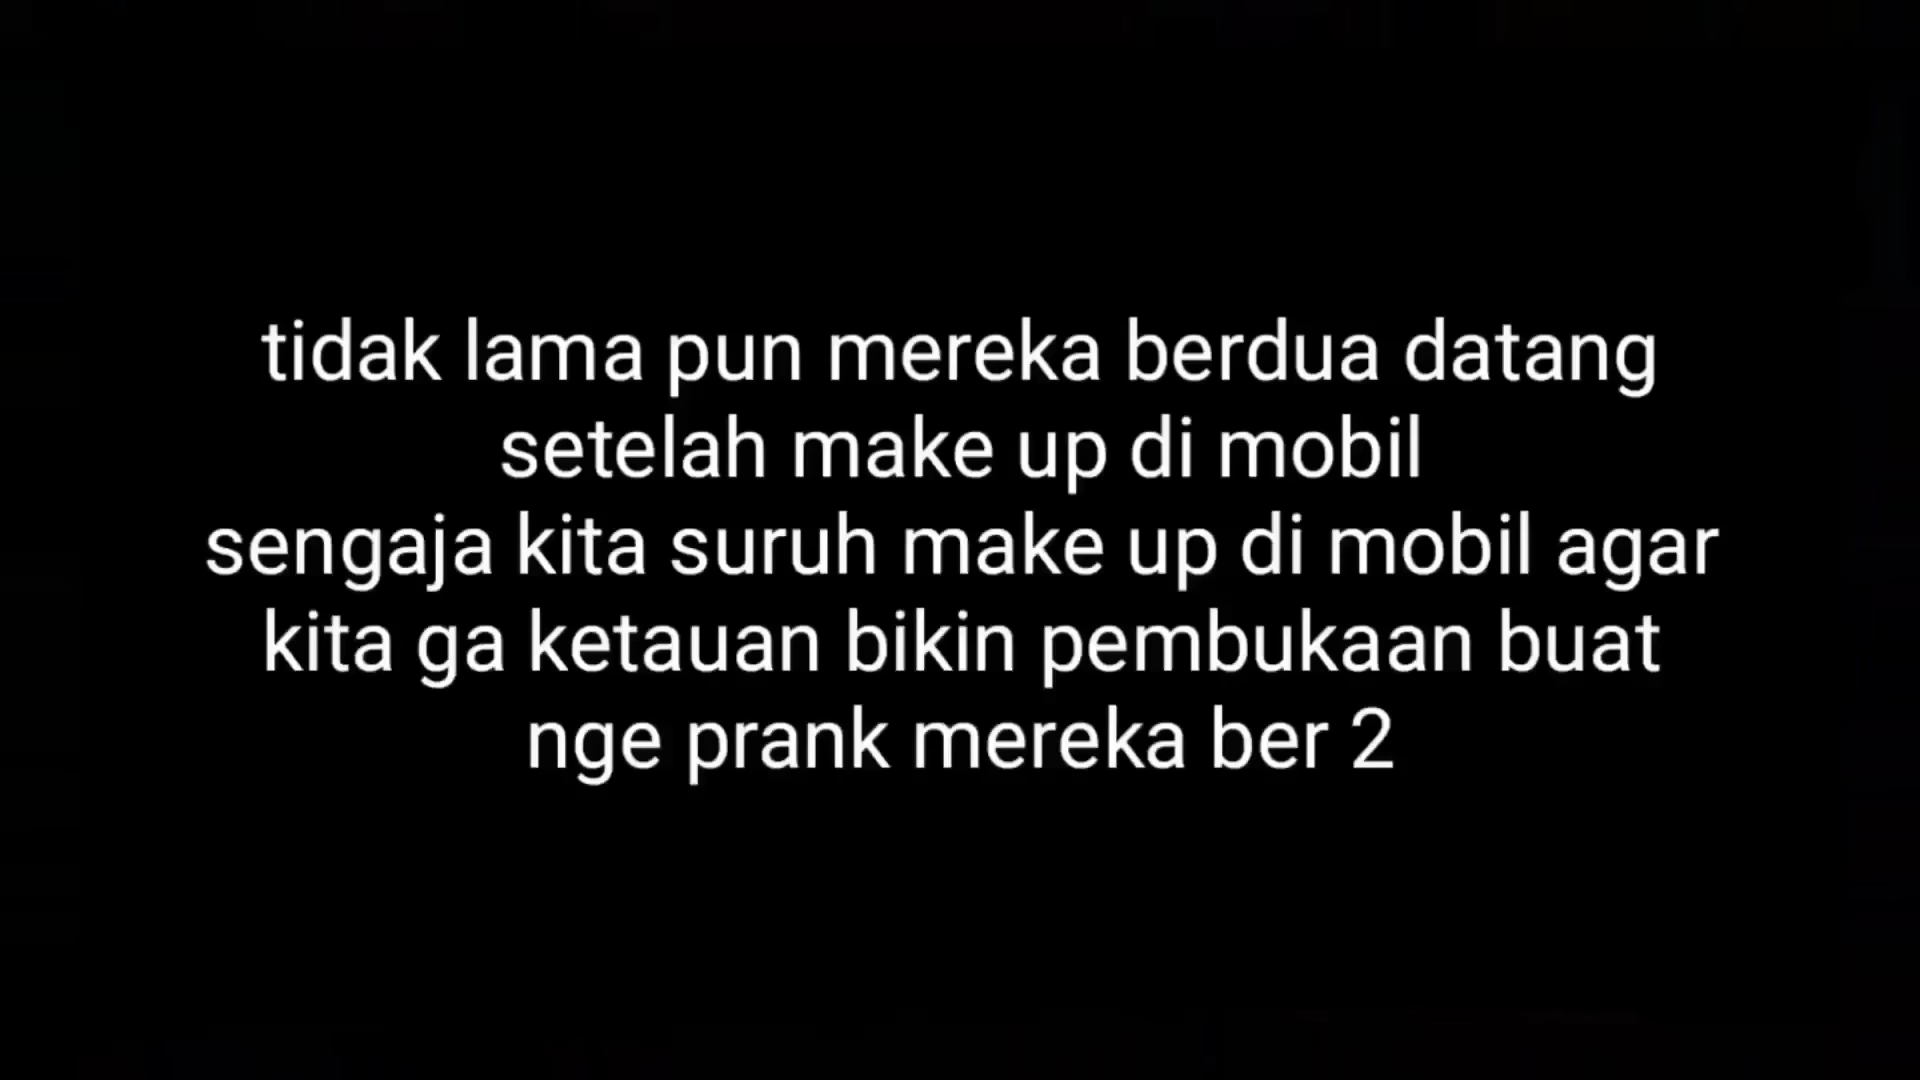 tidak lama pun mereka berdua datang
setelah make up di mobil
sengaja kita suruh make up di mobil agar
kita ga ketauan bikin pembukaan buat
nge prank mereka ber 2